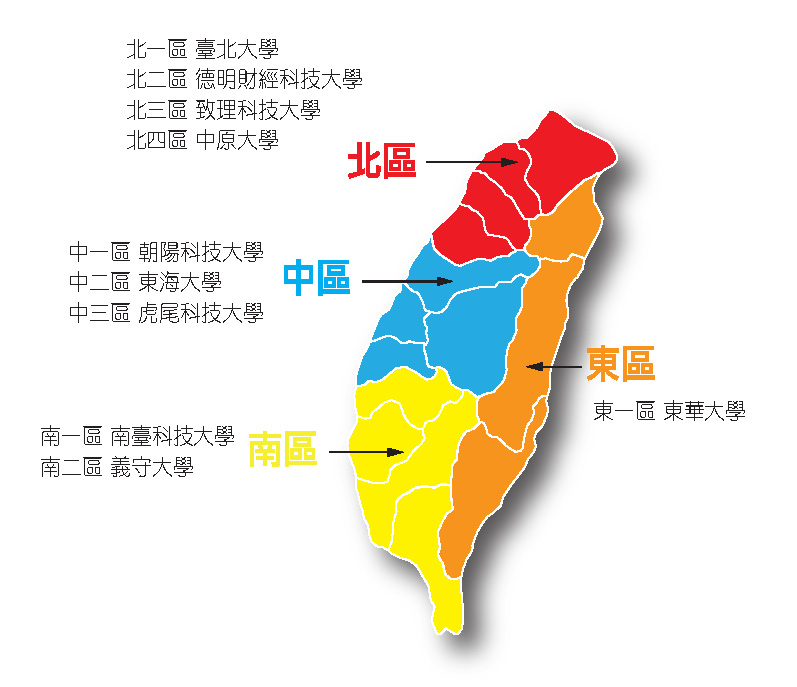 北一區 臺北大學
北二區 德明財經科技大學
北三區 致理科技大學
北四區 中原大學
北區
中一區 朝陽科技大學
中二區 東海大學
中三區 虎尾科技大學
中區
東區
東一區 東華大學
南一區 南臺科技大學
南二區 義守大學
南區